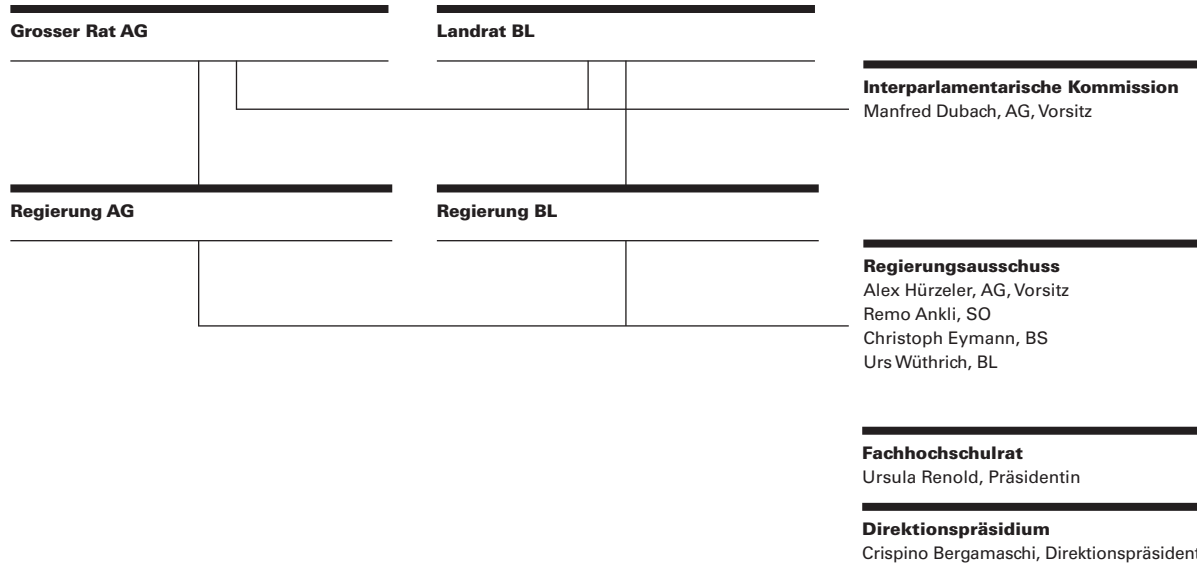 Grosser Rat AG
Landrat BL
Interparlamentarische Kommission
Manfred Dubach, AG, Vorsitz
Regierung AG
Regierung BL
Regierungsausschuss
Alex Hürzeler, AG, Vorsitz
Remo Ankli, SO
Christoph Eymann, BS
Urs Wüthrich, BL
Fachhochschulrat
Ursula Renold, Präsidentin
Direktionspräsidium
Crispino Bergamaschi, Direktionspräsident